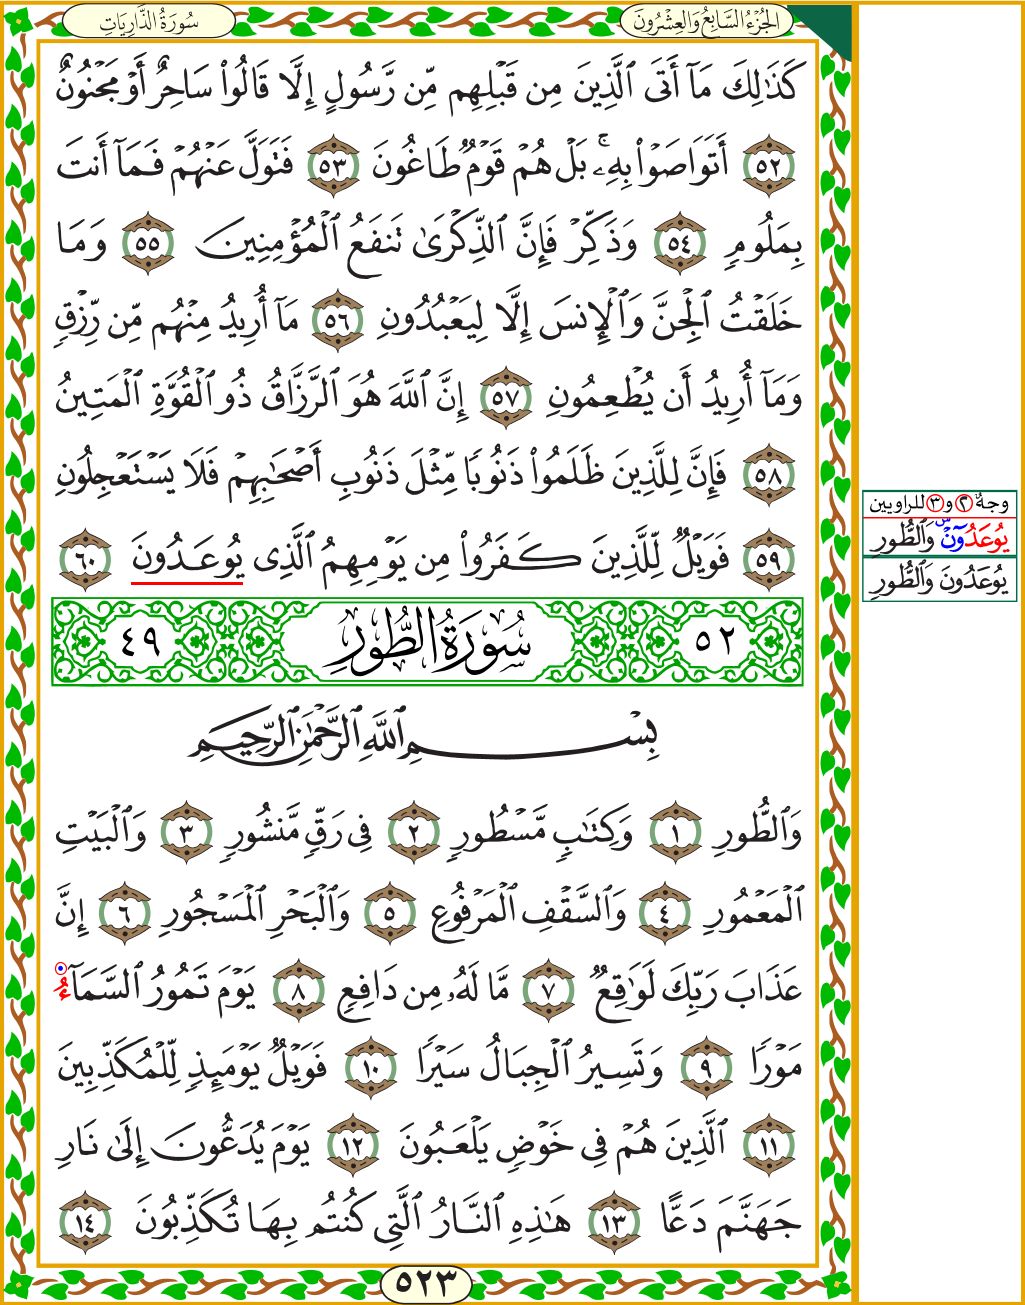 الجُزْءُ السَّابِعُ وَالعِشْرُونَ
سُورَةُ الذَّارِيَاتِ
كَذَٰلِكَ مَآ أَتَى ٱلَّذِينَ مِن قَبْلِهِم مِّن رَّسُولٍ إِلَّا قَالُوا۟ سَاحِرٌ أَوْ مَجْنُونٌ
٥٢ أَتَوَاصَوْا۟ بِهِۦۚ بَلْ هُمْ قَوْمٌ طَاغُونَ ٥٣ فَتَوَلَّ عَنْهُمْ فَمَآ أَنتَ
بِمَلُومٍ ٥٤ وَذَكِّرْ فَإِنَّ ٱلذِّكْرَىٰ تَنفَعُ ٱلْمُؤْمِنِينَ ٥٥ وَمَا
خَلَقْتُ ٱلْجِنَّ وَٱلْإِنسَ إِلَّا لِيَعْبُدُونِ ٥٦ مَآ أُرِيدُ مِنْهُم مِّن رِّزْقٍ
وَمَآ أُرِيدُ أَن يُطْعِمُونِ ٥٧ إِنَّ ٱللَّهَ هُوَ ٱلرَّزَّاقُ ذُو ٱلْقُوَّةِ ٱلْمَتِينُ
٥٨ فَإِنَّ لِلَّذِينَ ظَلَمُوا۟ ذَنُوبًا مِّثْلَ ذَنُوبِ أَصْحَٰبِهِمْ فَلَا يَسْتَعْجِلُونِ
٥٩ فَوَيْلٌ لِّلَّذِينَ كَفَرُوا۟ مِن يَوْمِهِمُ ٱلَّذِى يُوعَدُونَ ٦٠
٥٢ سُورَةُ الطُّورِ ٤٩
بِسْمِ ٱللَّهِ ٱلرَّحْمَٰنِ ٱلرَّحِيمِ
وَٱلطُّورِ ١ وَكِتَٰبٍ مَّسْطُورٍ ٢ فِى رَقٍّ مَّنشُورٍ ٣ وَٱلْبَيْتِ
ٱلْمَعْمُورِ ٤ وَٱلسَّقْفِ ٱلْمَرْفُوعِ ٥ وَٱلْبَحْرِ ٱلْمَسْجُورِ ٦ إِنَّ
عَذَابَ رَبِّكَ لَوَٰقِعٌ ٧ مَّا لَهُۥ مِن دَافِعٍ ٨ يَوْمَ تَمُورُ ٱلسَّمَآءُ
مَوْرًا ٩ وَتَسِيرُ ٱلْجِبَالُ سَيْرًا ١٠ فَوَيْلٌ يَوْمَئِذٍ لِّلْمُكَذِّبِينَ
١١ ٱلَّذِينَ هُمْ فِى خَوْضٍ يَلْعَبُونَ ١٢ يَوْمَ يُدَعُّونَ إِلَىٰ نَارِ
جَهَنَّمَ دَعًّا ١٣ هَٰذِهِ ٱلنَّارُ ٱلَّتِى كُنتُم بِهَا تُكَذِّبُونَ ١٤
٥٢٣
وجهٌ ٢ و ٣ للراويين
يُوعَدُونَ س وَٱلطُّورِ
يُوعَدُونَ وَٱلطُّورِ